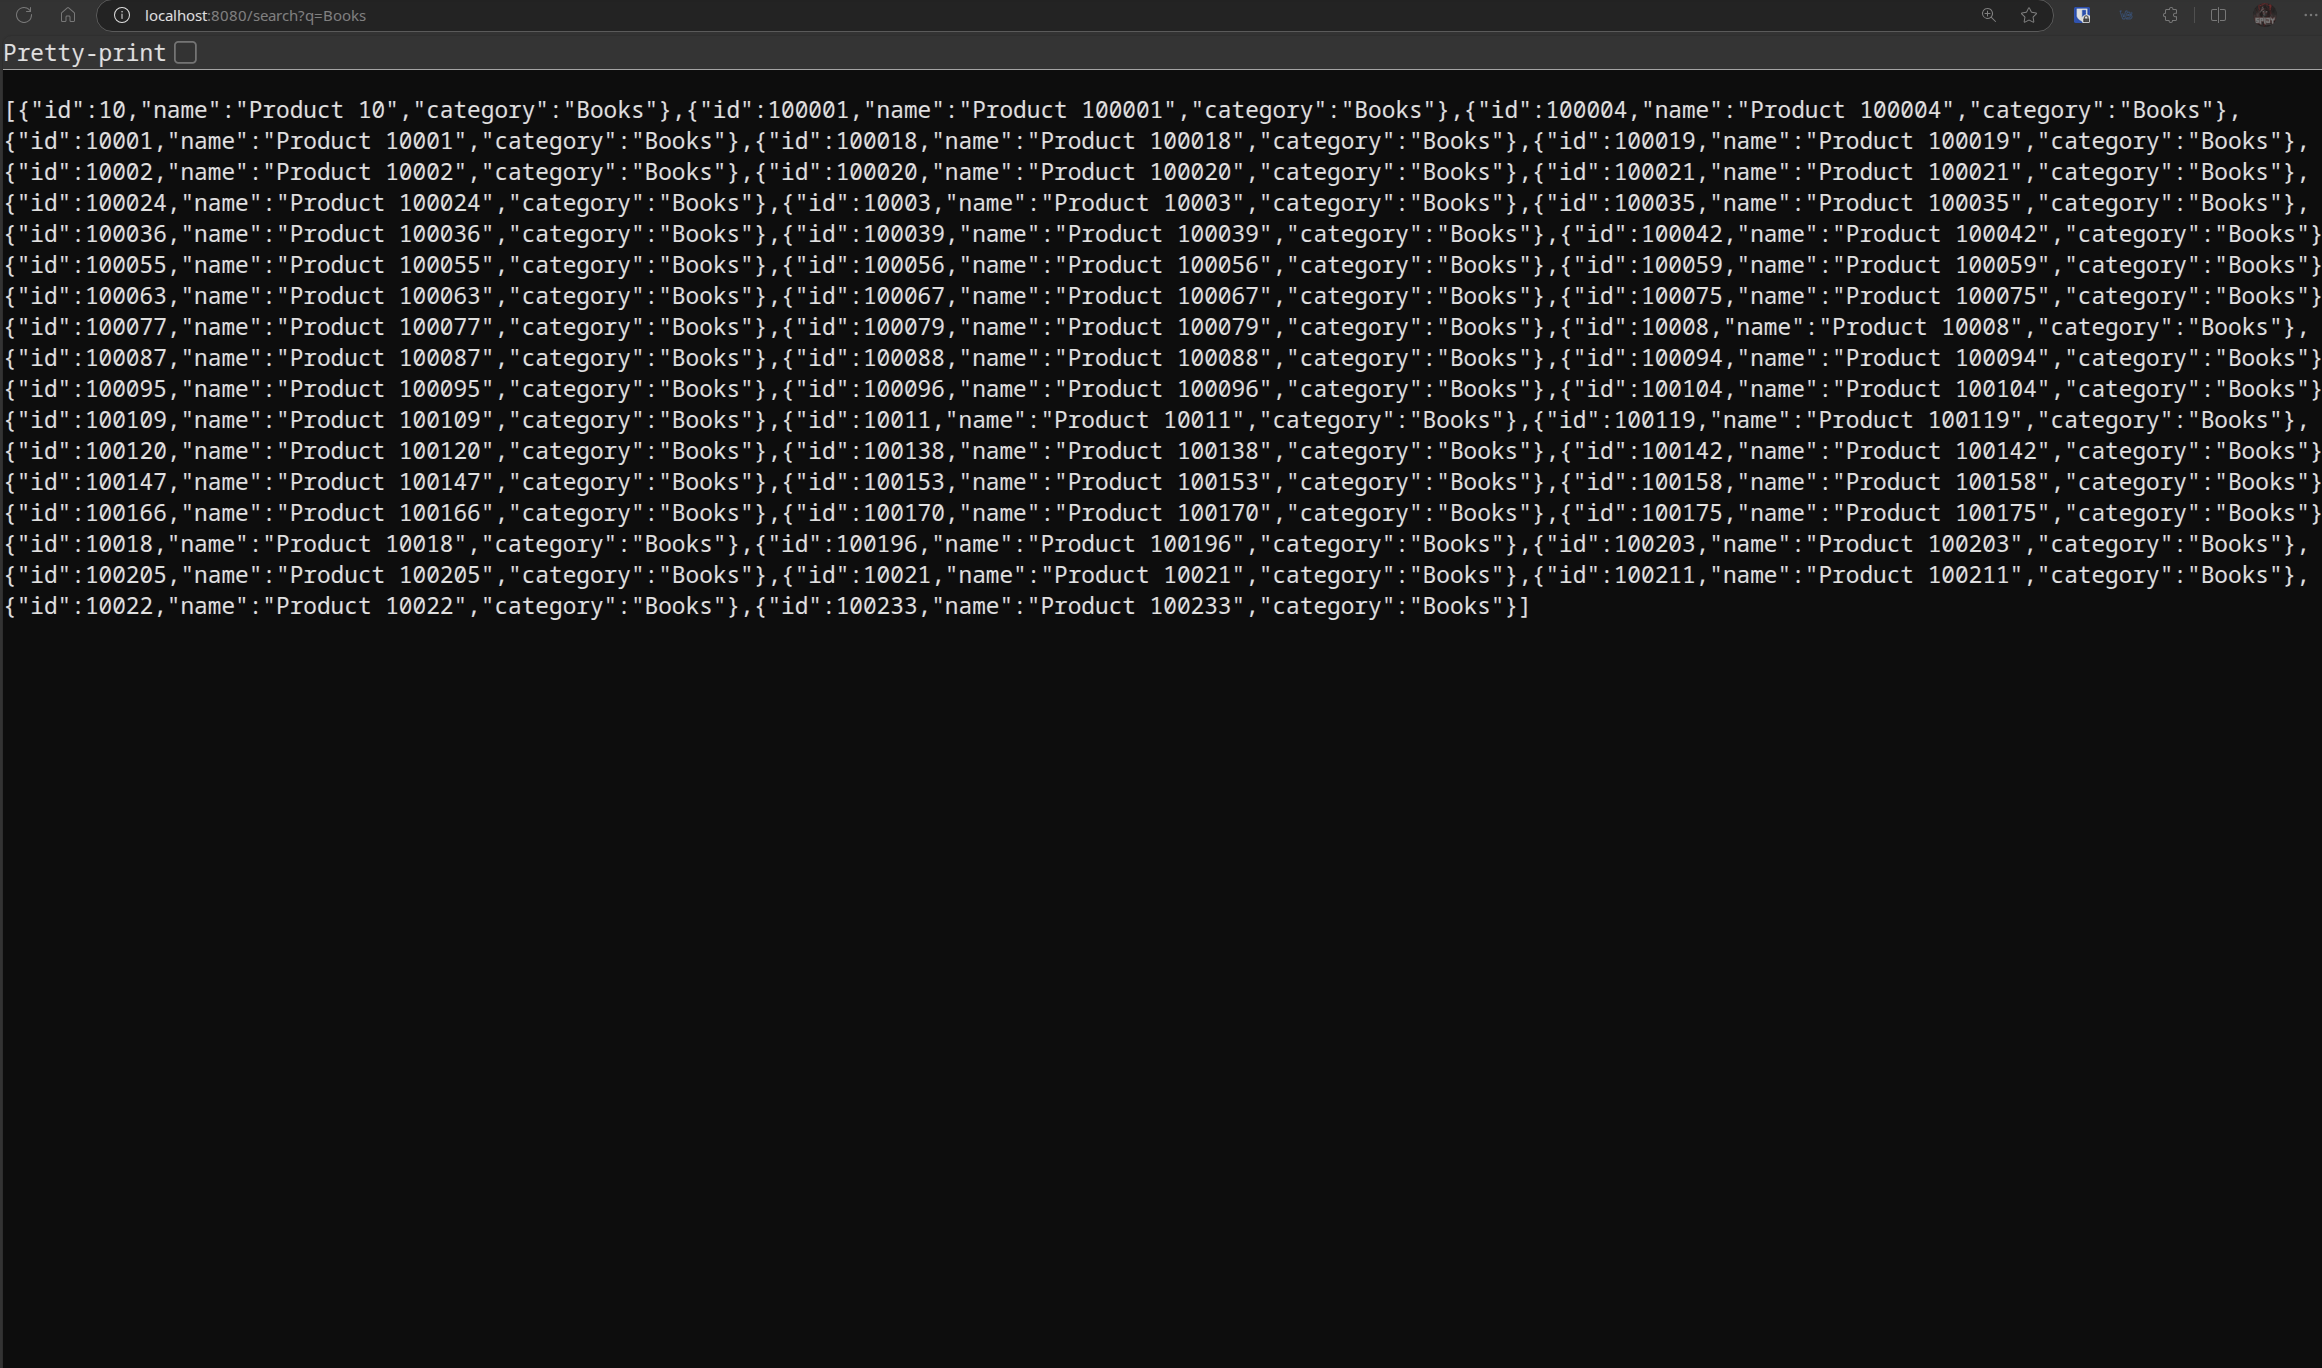 localhost:8080/search?q=Books
Pretty-print
[{"id":10,"name":"Product 10","category":"Books"},{"id":100001,"name":"Product 100001","category":"Books"},{"id":100004,"name":"Product 100004","category":"Books"},
{"id":10001,"name":"Product 10001","category":"Books"},{"id":100018,"name":"Product 100018","category":"Books"},{"id":100019,"name":"Product 100019","category":"Books"},
{"id":10002,"name":"Product 10002","category":"Books"},{"id":100020,"name":"Product 100020","category":"Books"},{"id":100021,"name":"Product 100021","category":"Books"},
{"id":100024,"name":"Product 100024","category":"Books"},{"id":10003,"name":"Product 10003","category":"Books"},{"id":100035,"name":"Product 100035","category":"Books"},
{"id":100036,"name":"Product 100036","category":"Books"},{"id":100039,"name":"Product 100039","category":"Books"},{"id":100042,"name":"Product 100042","category":"Books"}
{"id":100055,"name":"Product 100055","category":"Books"},{"id":100056,"name":"Product 100056","category":"Books"},{"id":100059,"name":"Product 100059","category":"Books"}
{"id":100063,"name":"Product 100063","category":"Books"},{"id":100067,"name":"Product 100067","category":"Books"},{"id":100075,"name":"Product 100075","category":"Books"}
{"id":100077,"name":"Product 100077","category":"Books"},{"id":100079,"name":"Product 100079","category":"Books"},{"id":10008,"name":"Product 10008","category":"Books"},
{"id":100087,"name":"Product 100087","category":"Books"},{"id":100088,"name":"Product 100088","category":"Books"},{"id":100094,"name":"Product 100094","category":"Books"}
{"id":100095,"name":"Product 100095","category":"Books"},{"id":100096,"name":"Product 100096","category":"Books"},{"id":100104,"name":"Product 100104","category":"Books"}
{"id":100109,"name":"Product 100109","category":"Books"},{"id":10011,"name":"Product 10011","category":"Books"},{"id":100119,"name":"Product 100119","category":"Books"},
{"id":100120,"name":"Product 100120","category":"Books"},{"id":100138,"name":"Product 100138","category":"Books"},{"id":100142,"name":"Product 100142","category":"Books"}
{"id":100147,"name":"Product 100147","category":"Books"},{"id":100153,"name":"Product 100153","category":"Books"},{"id":100158,"name":"Product 100158","category":"Books"}
{"id":100166,"name":"Product 100166","category":"Books"},{"id":100170,"name":"Product 100170","category":"Books"},{"id":100175,"name":"Product 100175","category":"Books"}
{"id":10018,"name":"Product 10018","category":"Books"},{"id":100196,"name":"Product 100196","category":"Books"},{"id":100203,"name":"Product 100203","category":"Books"},
{"id":100205,"name":"Product 100205","category":"Books"},{"id":10021,"name":"Product 10021","category":"Books"},{"id":100211,"name":"Product 100211","category":"Books"},
{"id":10022,"name":"Product 10022","category":"Books"},{"id":100233,"name":"Product 100233","category":"Books"}]